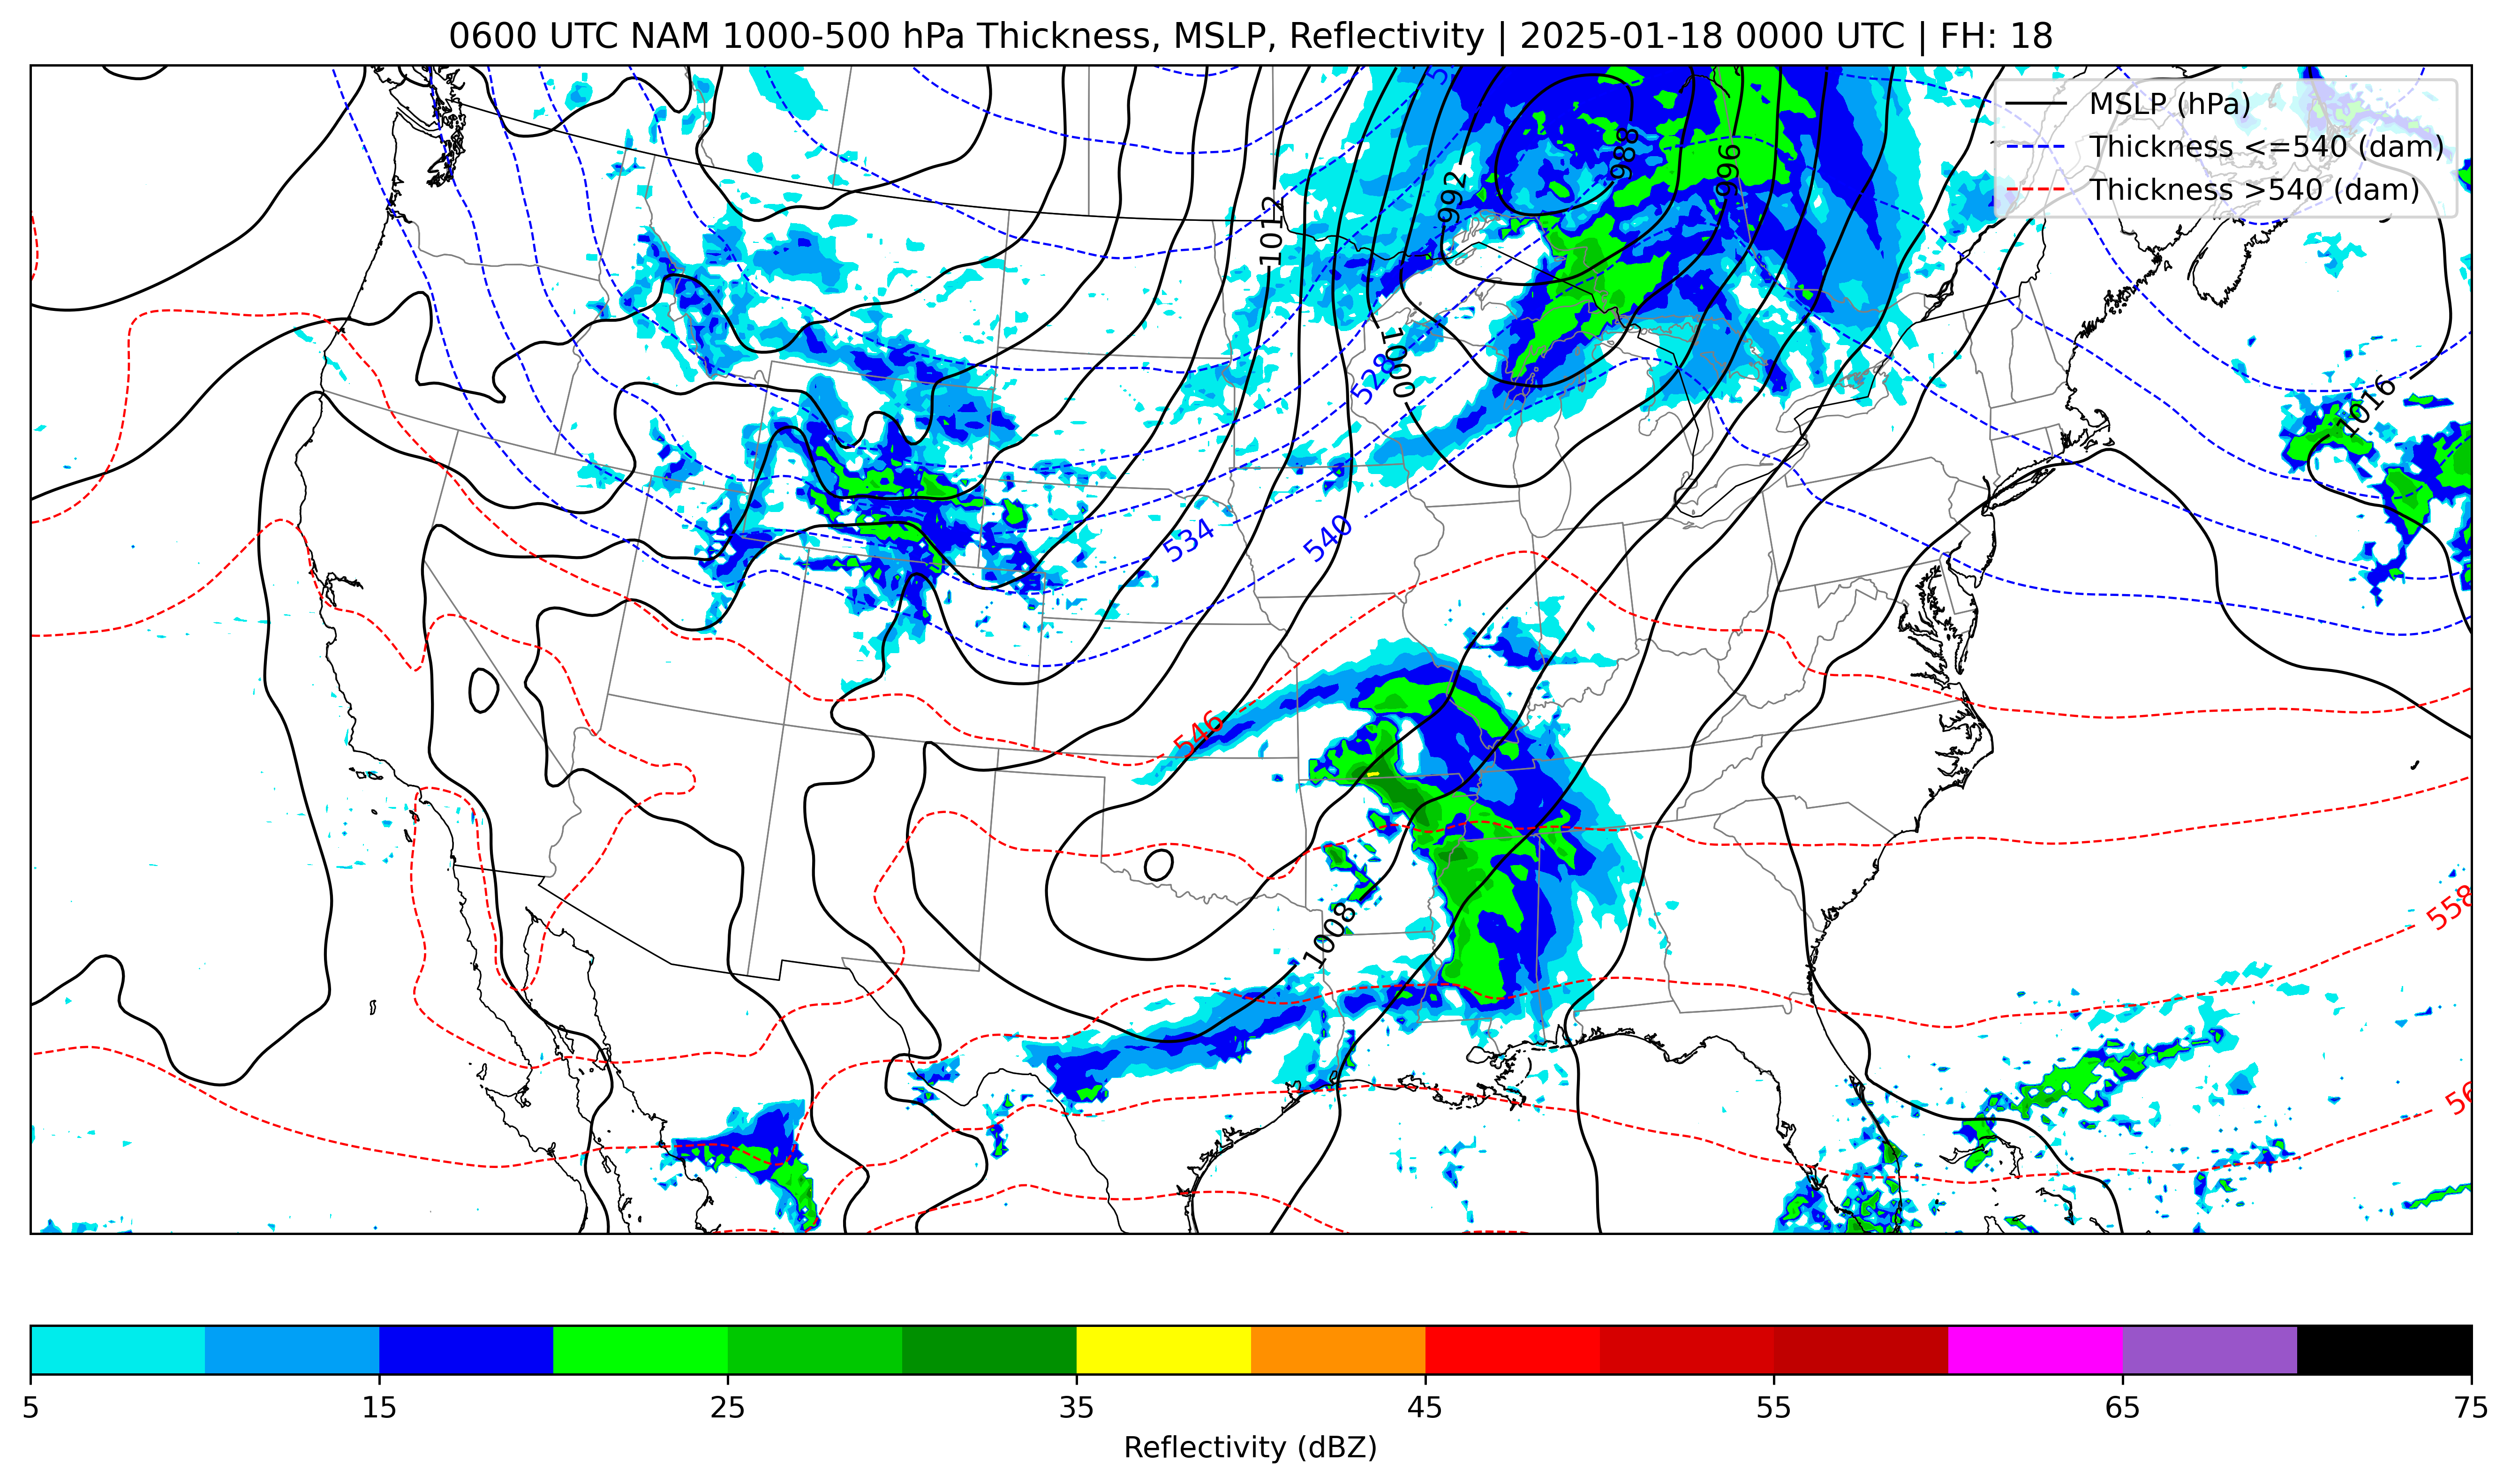 0600 UTC NAM 1000-500 hPa Thickness, MSLP, Reflectivity | 2025-01-18 0000 UTC | FH: 18
MSLP (hPa)
Thickness <=540 (dam)
Thickness >540 (dam)
988
996
992
1012
1000
528
1016
534
540
546
1008
558
5 15 25 35 45 55 65 75
Reflectivity (dBZ)